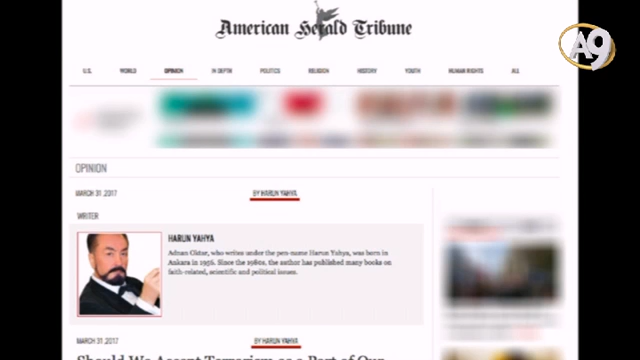 American Herald Tribune
A9
U.S. WORLD OPINION IN DEPTH POLITICS RELIGION HISTORY YOUTH HUMAN RIGHTS ALL
OPINION
MARCH 31, 2017 BY HARUN YAHYA
WRITER
HARUN YAHYA
Adnan Oktar, who writes under the pen-name Harun Yahya, was born in
Ankara in 1956. Since the 1980s, the author has published many books on
faith-related, scientific and political issues.
MARCH 31, 2017 BY HARUN YAHYA
Should We Accept Terrorism as a Part of Our